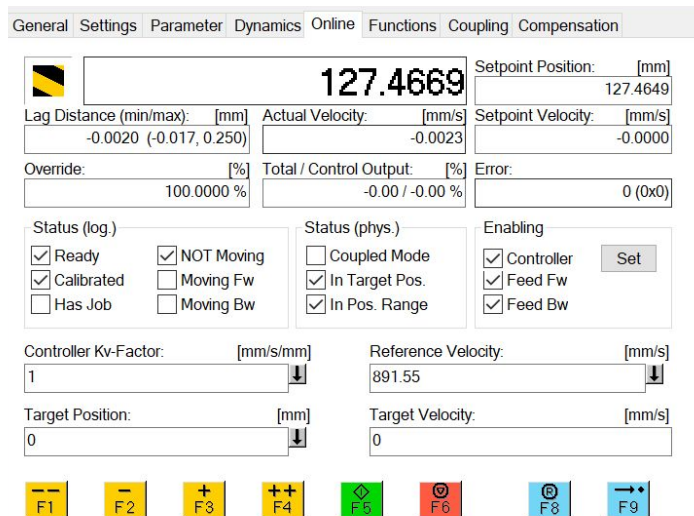 General Settings Parameter Dynamics Online Functions Coupling Compensation
127.4669
Setpoint Position: [mm]
127.4649
Lag Distance (min/max): [mm] Actual Velocity: [mm/s] Setpoint Velocity: [mm/s]
-0.0020 (-0.017, 0.250) -0.0023 -0.0000
Override: [%] Total / Control Output: [%] Error:
100.0000 % -0.00 / -0.00 % 0 (0x0)
Status (log.) Status (phys.) Enabling
Ready NOT Moving Coupled Mode Controller Set
Calibrated Moving Fw In Target Pos. Feed Fw
Has Job Moving Bw In Pos. Range Feed Bw
Controller Kv-Factor: [mm/s/mm] Reference Velocity: [mm/s]
1 891.55
Target Position: [mm] Target Velocity: [mm/s]
0 0
-- - + ++ R
F1 F2 F3 F4 F5 F6 F8 F9